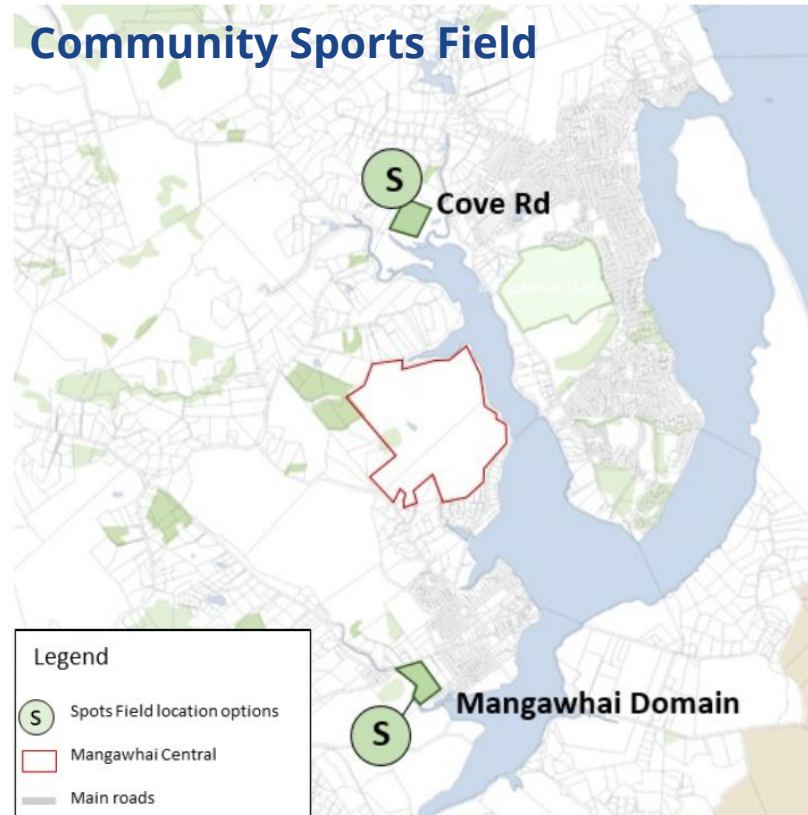 Community Sports Field
S
Cove Rd
Mangawhai Domain
S
Legend
S Spots Field location options
Mangawhai Central
Main roads